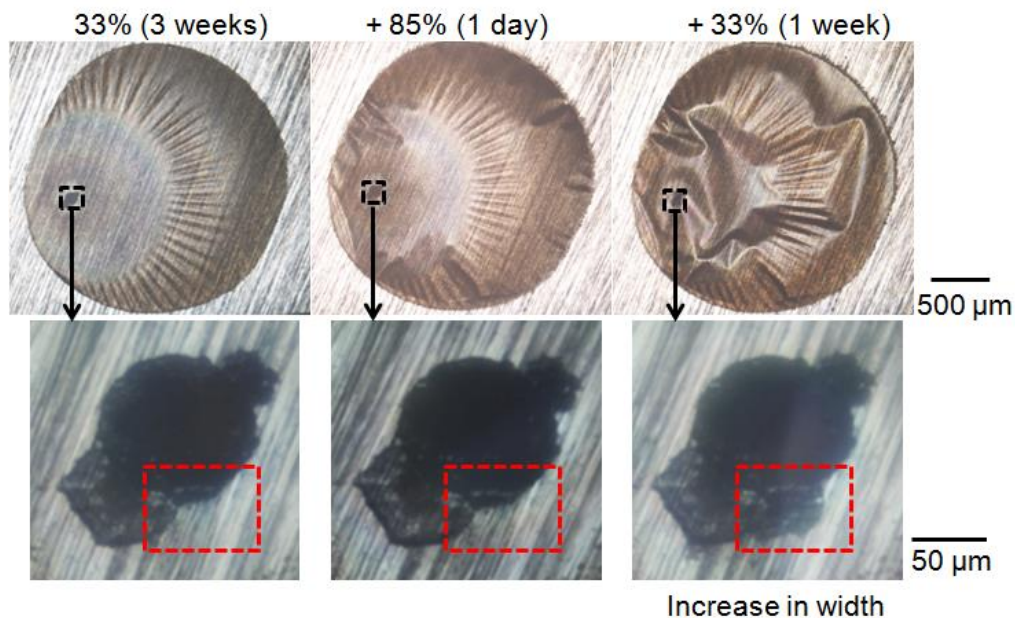 33% (3 weeks)
+ 85% (1 day)
+ 33% (1 week)
500 µm
50 µm
Increase in width